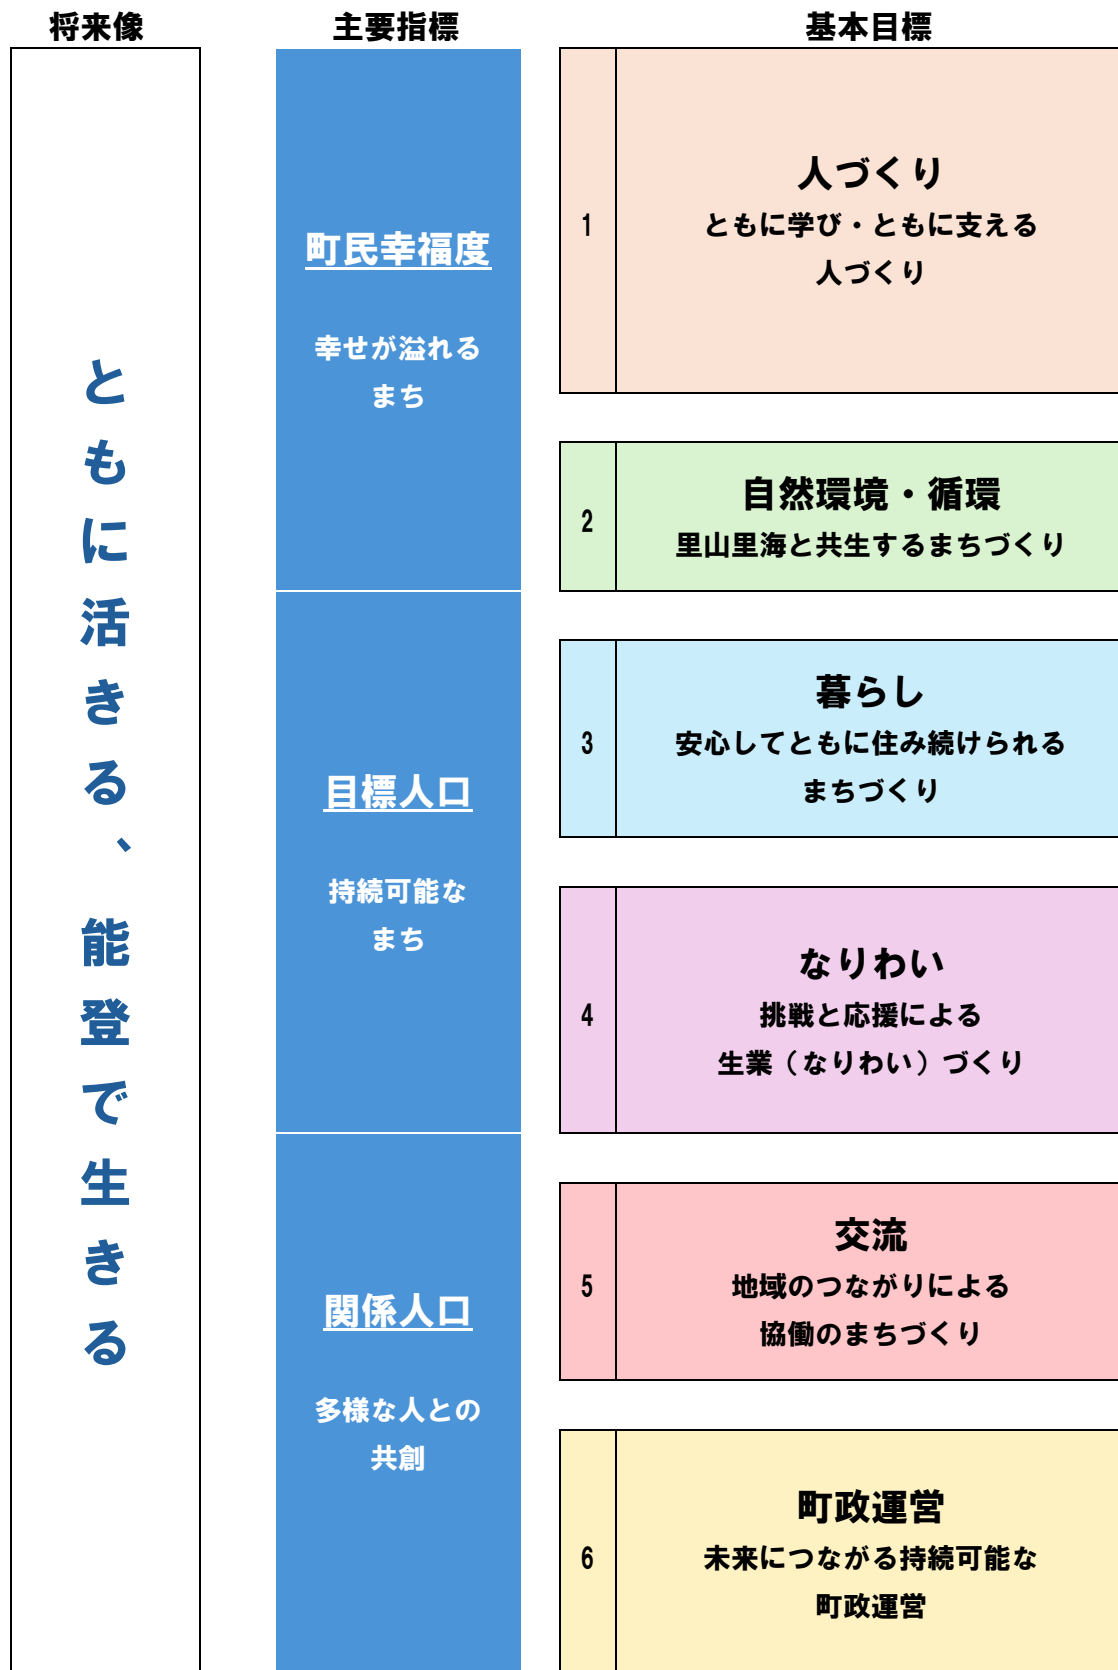 将来像
主要指標
基本目標
ともに活きる、能登で生きる
町民幸福度
幸せが溢れる
まち
目標人口
持続可能な
まち
関係人口
多様な人との
共創
1
人づくり
ともに学び・ともに支える
人づくり
2
自然環境・循環
里山里海と共生するまちづくり
3
暮らし
安心してともに住み続けられる
まちづくり
4
なりわい
挑戦と応援による
生業（なりわい）づくり
5
交流
地域のつながりによる
協働のまちづくり
6
町政運営
未来につながる持続可能な
町政運営